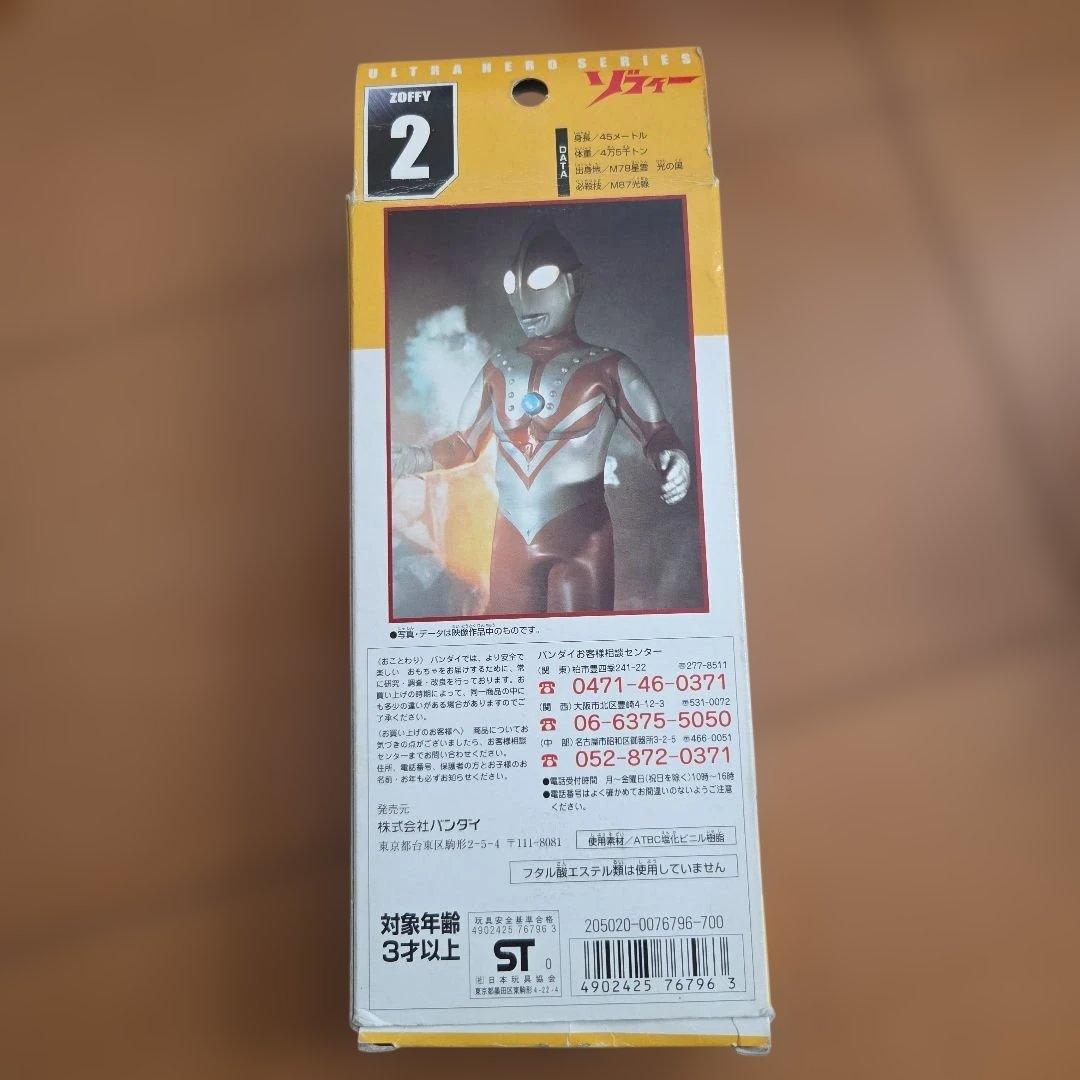 ULTRA HERO SERIES
ZOFFY
2
ゾフィー
DATA
身長/45メートル
体重/4万5千トン
出身地/M78星雲 光の国
必殺技/M87光線
●写真・データは映像作品中のものです。
〈おことわり〉バンダイでは、より安全で
楽しい おもちゃをお届けするために、常
に研究・調査・改良を行っております。お
買い上げの時期によって、同一商品の中に
も多少の違いがある場合がありますのでご
了承ください。
〈お買い上げのお客様へ〉 商品についてお
気づきの点がございましたら、お客様相談
センターまでお問い合わせください。
住所、電話番号、保護者の方とお子様のお
名前・お年も必ずお知らせください。
発売元
株式会社バンダイ
東京都台東区駒形2-5-4 〒111-8081
バンダイお客様相談センター
(関 東)柏市豊四季241-22 〒277-8511
☎ 0471-46-0371
(関 西)大阪市北区豊崎4-12-3 〒531-0072
☎ 06-6375-5050
(中 部)名古屋市昭和区御器所3-2-5 〒466-0051
☎ 052-872-0371
●電話受付時間 月〜金曜日(祝日を除く)10時〜16時
●電話番号はよく確かめてお間違いのないようご注意
ください。
使用素材/ATBC塩化ビニル樹脂
フタル酸エステル類は使用していません
対象年齢
3才以上
玩具安全基準合格
4902425 76796 3
ST 0
(社)日本玩具協会
東京都墨田区東駒形4-22-4
205020-0076796-700
4902425 767963